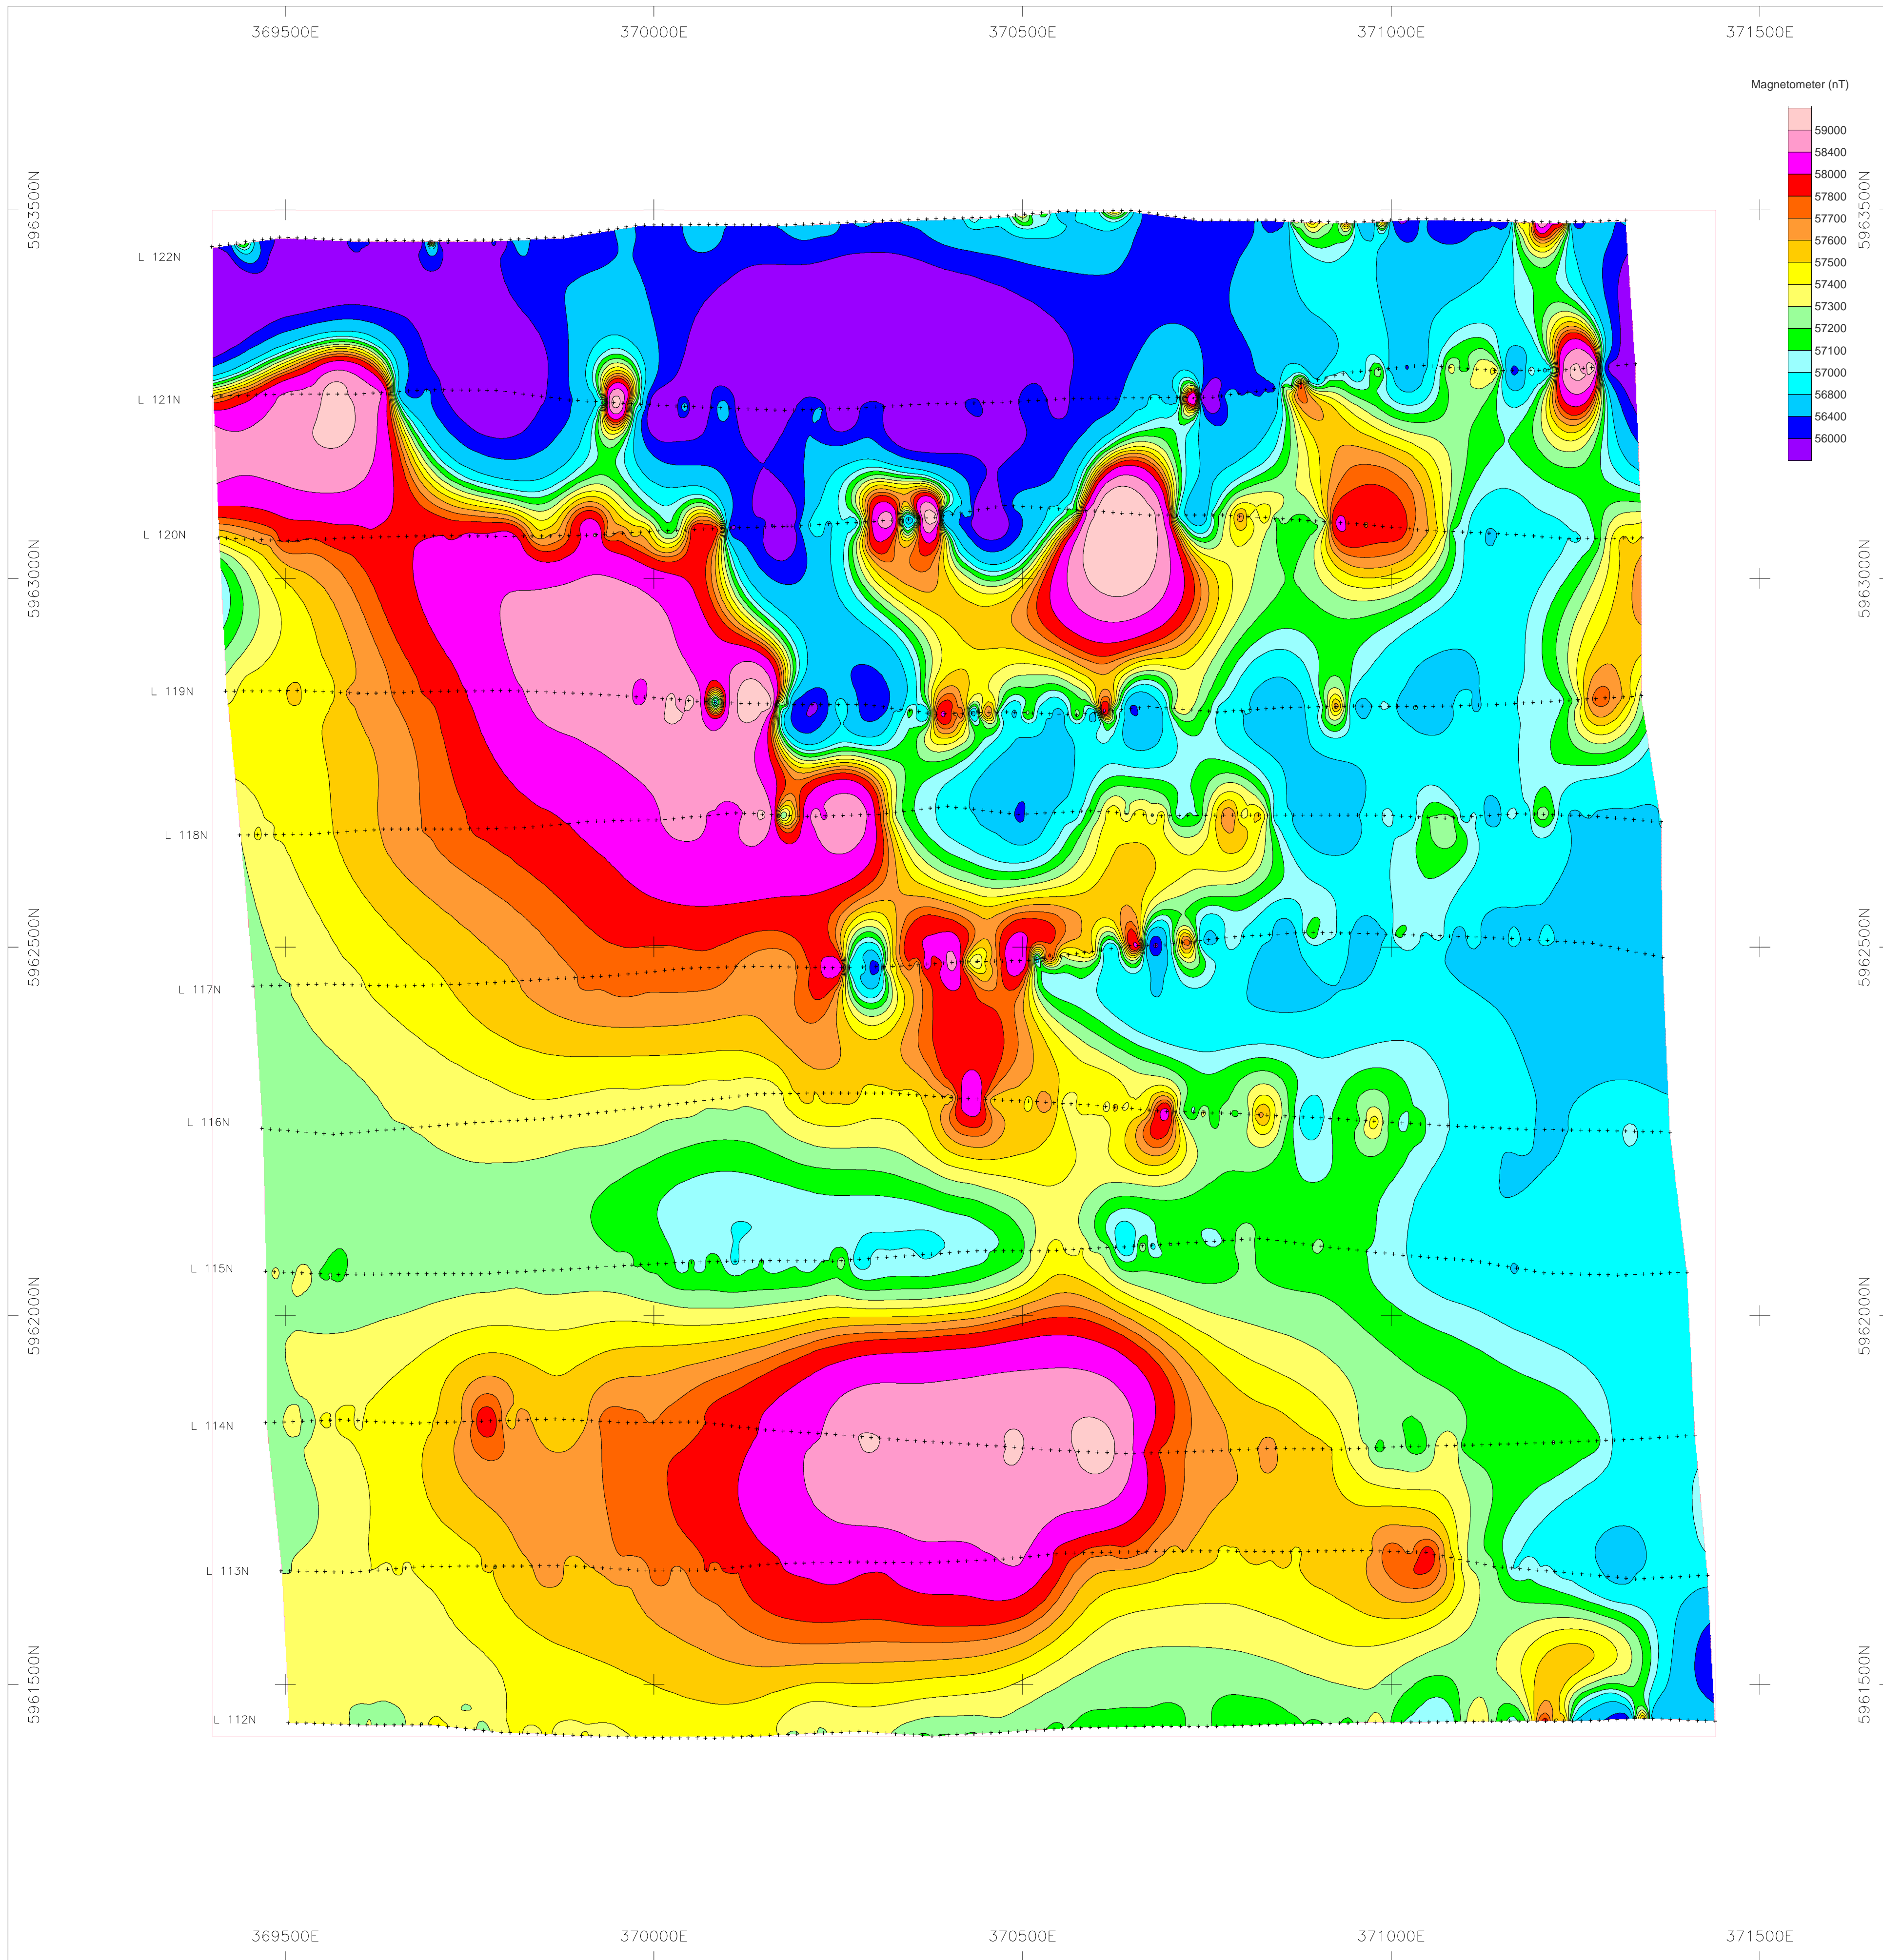 369500E 370000E 370500E 371000E 371500E
Magnetometer (nT)
59000
58400
58000
57800
57700
57600
57500
57400
57300
57200
57100
57000
56800
56400
56000
5963500N 5963500N
L 122N
L 121N
L 120N
5963000N 5963000N
L 119N
L 118N
5962500N 5962500N
L 117N
L 116N
L 115N
5962000N 5962000N
L 114N
L 113N
5961500N 5961500N
L 112N
369500E 370000E 370500E 371000E 371500E